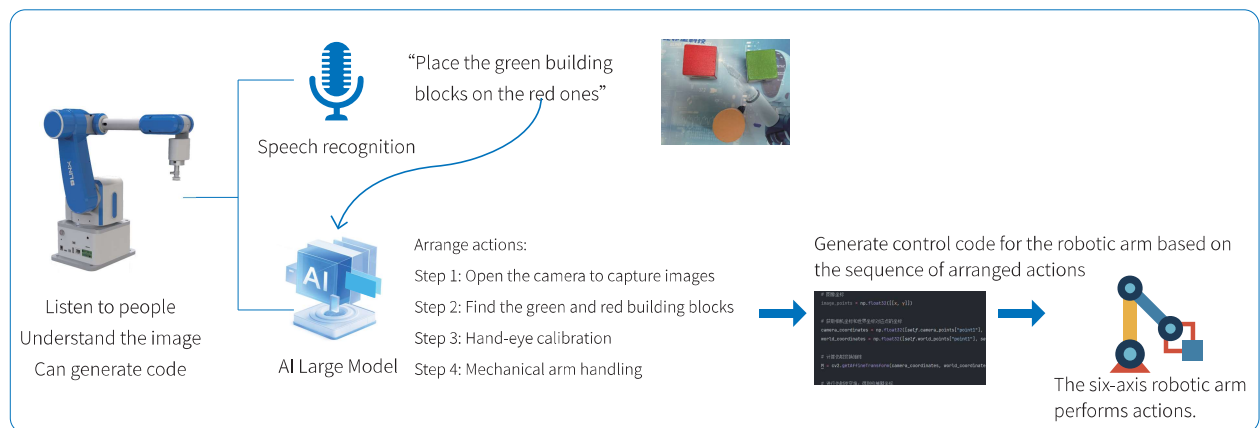 “Place the green building
blocks on the red ones”
Speech recognition
Listen to people
Understand the image
Can generate code
AI
AI Large Model
Arrange actions:
Step 1: Open the camera to capture images
Step 2: Find the green and red building blocks
Step 3: Hand-eye calibration
Step 4: Mechanical arm handling
Generate control code for the robotic arm based on
the sequence of arranged actions
image_points = np.float32([[x, y]])
camera_coordinates = np.float32([self.camera_points["point1"],
world_coordinates = np.float32([self.world_points["point1"],
cv2.getAffineTransform(camera_coordinates, world_coordinate
The six-axis robotic arm
performs actions.